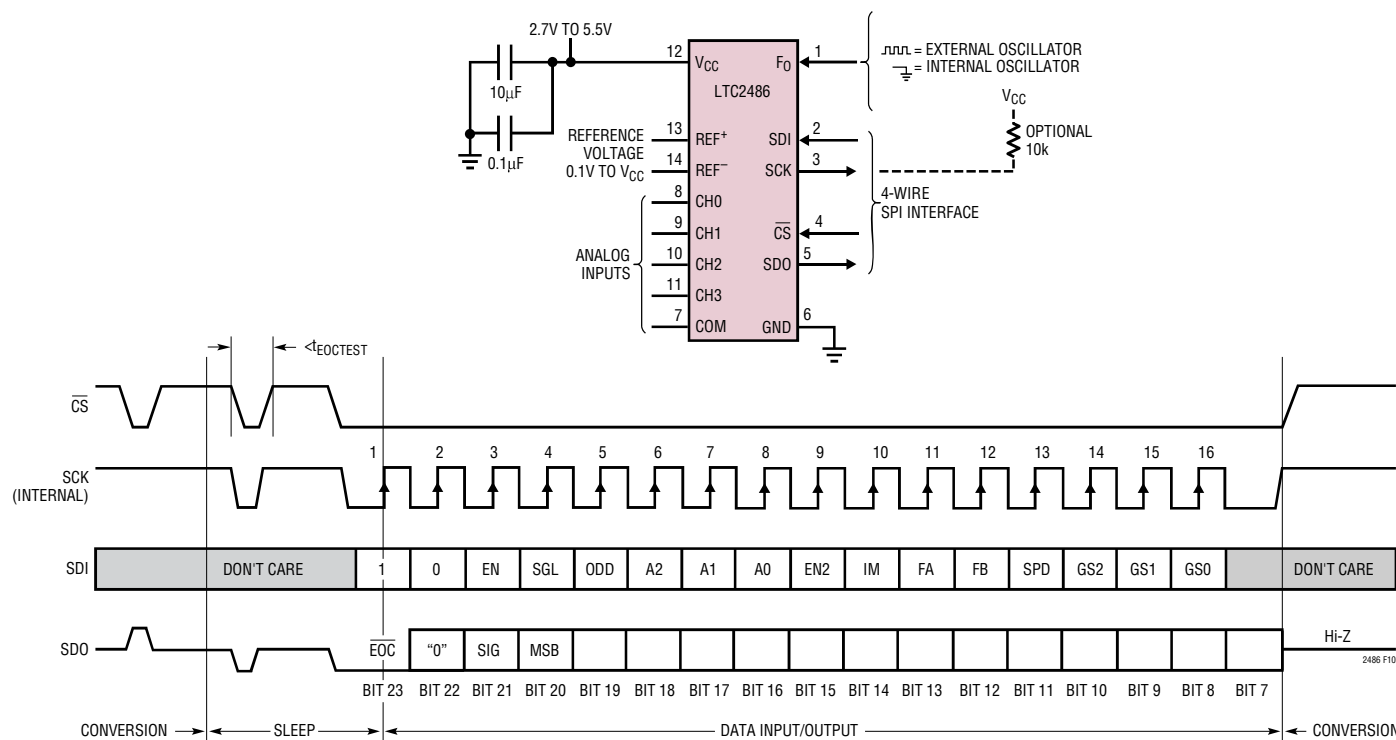 2.7V TO 5.5V
10µF
0.1µF
REFERENCE
VOLTAGE
0.1V TO VCC
ANALOG
INPUTS
12
13
14
8
9
10
11
7
VCC
FO
LTC2486
REF+
SDI
REF–
SCK
CH0
CH1
CS
CH2
SDO
CH3
COM
GND
1
2
3
4
5
6
= EXTERNAL OSCILLATOR
= INTERNAL OSCILLATOR
VCC
OPTIONAL
10k
4-WIRE
SPI INTERFACE
<tEOCTEST
CS
SCK
(INTERNAL)
1 2 3 4 5 6 7 8 9 10 11 12 13 14 15 16
SDI DON'T CARE 1 0 EN SGL ODD A2 A1 A0 EN2 IM FA FB SPD GS2 GS1 GS0 DON'T CARE
SDO EOC “0” SIG MSB Hi-Z
2486 F10
BIT 23 BIT 22 BIT 21 BIT 20 BIT 19 BIT 18 BIT 17 BIT 16 BIT 15 BIT 14 BIT 13 BIT 12 BIT 11 BIT 10 BIT 9 BIT 8 BIT 7
CONVERSION SLEEP DATA INPUT/OUTPUT CONVERSION